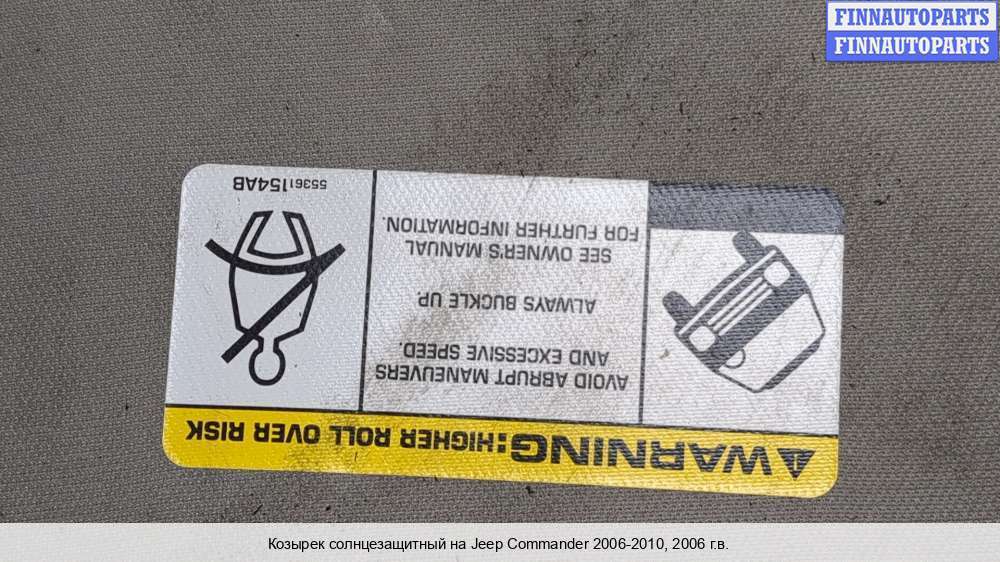 FINNAUTOPARTS
FINNAUTOPARTS
WARNING: HIGHER ROLL OVER RISK
AVOID ABRUPT MANEUVERS
AND EXCESSIVE SPEED.
ALWAYS BUCKLE UP.
SEE OWNER'S MANUAL
FOR FURTHER INFORMATION.
55361154AB
Козырек солнцезащитный на Jeep Commander 2006-2010, 2006 г.в.